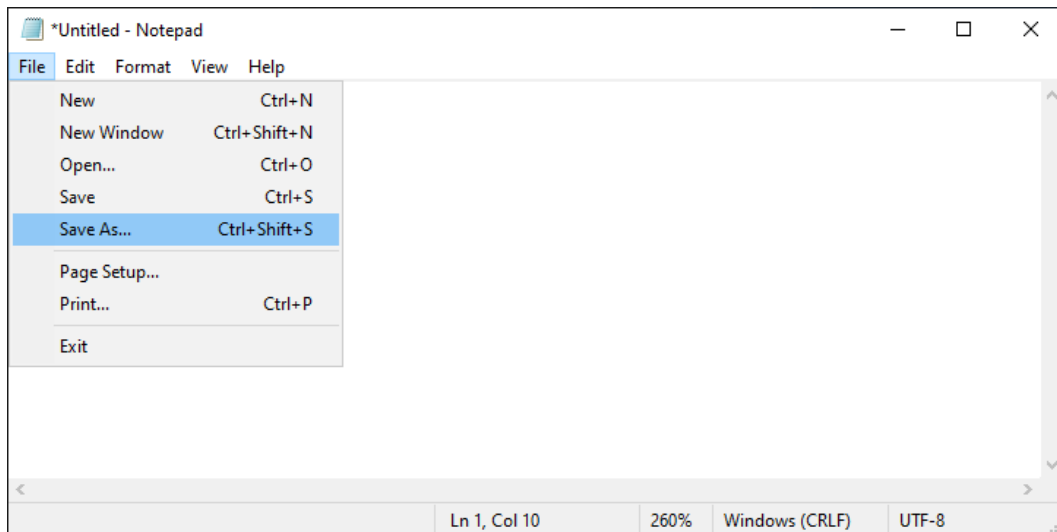 *Untitled - Notepad
File Edit Format View Help
New Ctrl+N
New Window Ctrl+Shift+N
Open... Ctrl+O
Save Ctrl+S
Save As... Ctrl+Shift+S
Page Setup...
Print... Ctrl+P
Exit
Ln 1, Col 10 260% Windows (CRLF) UTF-8